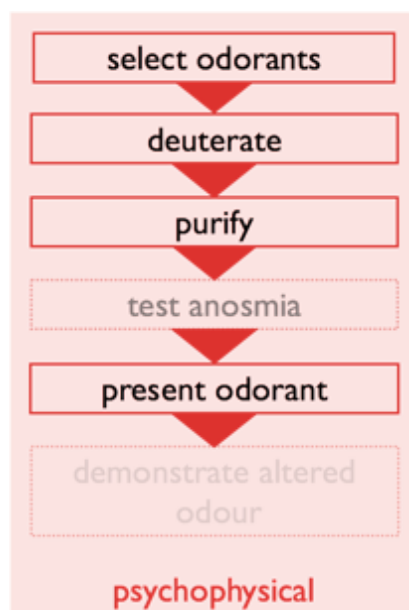 select odorants
deuterate
purify
test anosmia
present odorant
demonstrate altered
odour
psychophysical